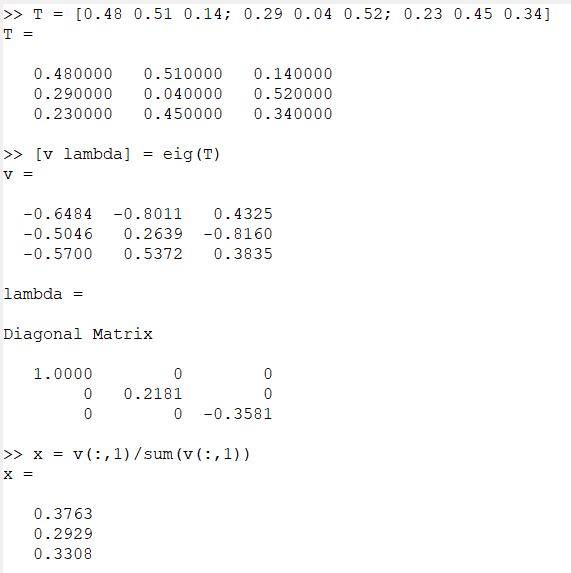 >> T = [0.48 0.51 0.14; 0.29 0.04 0.52; 0.23 0.45 0.34]
T =
0.480000 0.510000 0.140000
0.290000 0.040000 0.520000
0.230000 0.450000 0.340000
>> [v lambda] = eig(T)
v =
-0.6484 -0.8011 0.4325
-0.5046 0.2639 -0.8160
-0.5700 0.5372 0.3835
lambda =
Diagonal Matrix
1.0000 0 0
0 0.2181 0
0 0 -0.3581
>> x = v(:,1)/sum(v(:,1))
x =
0.3763
0.2929
0.3308